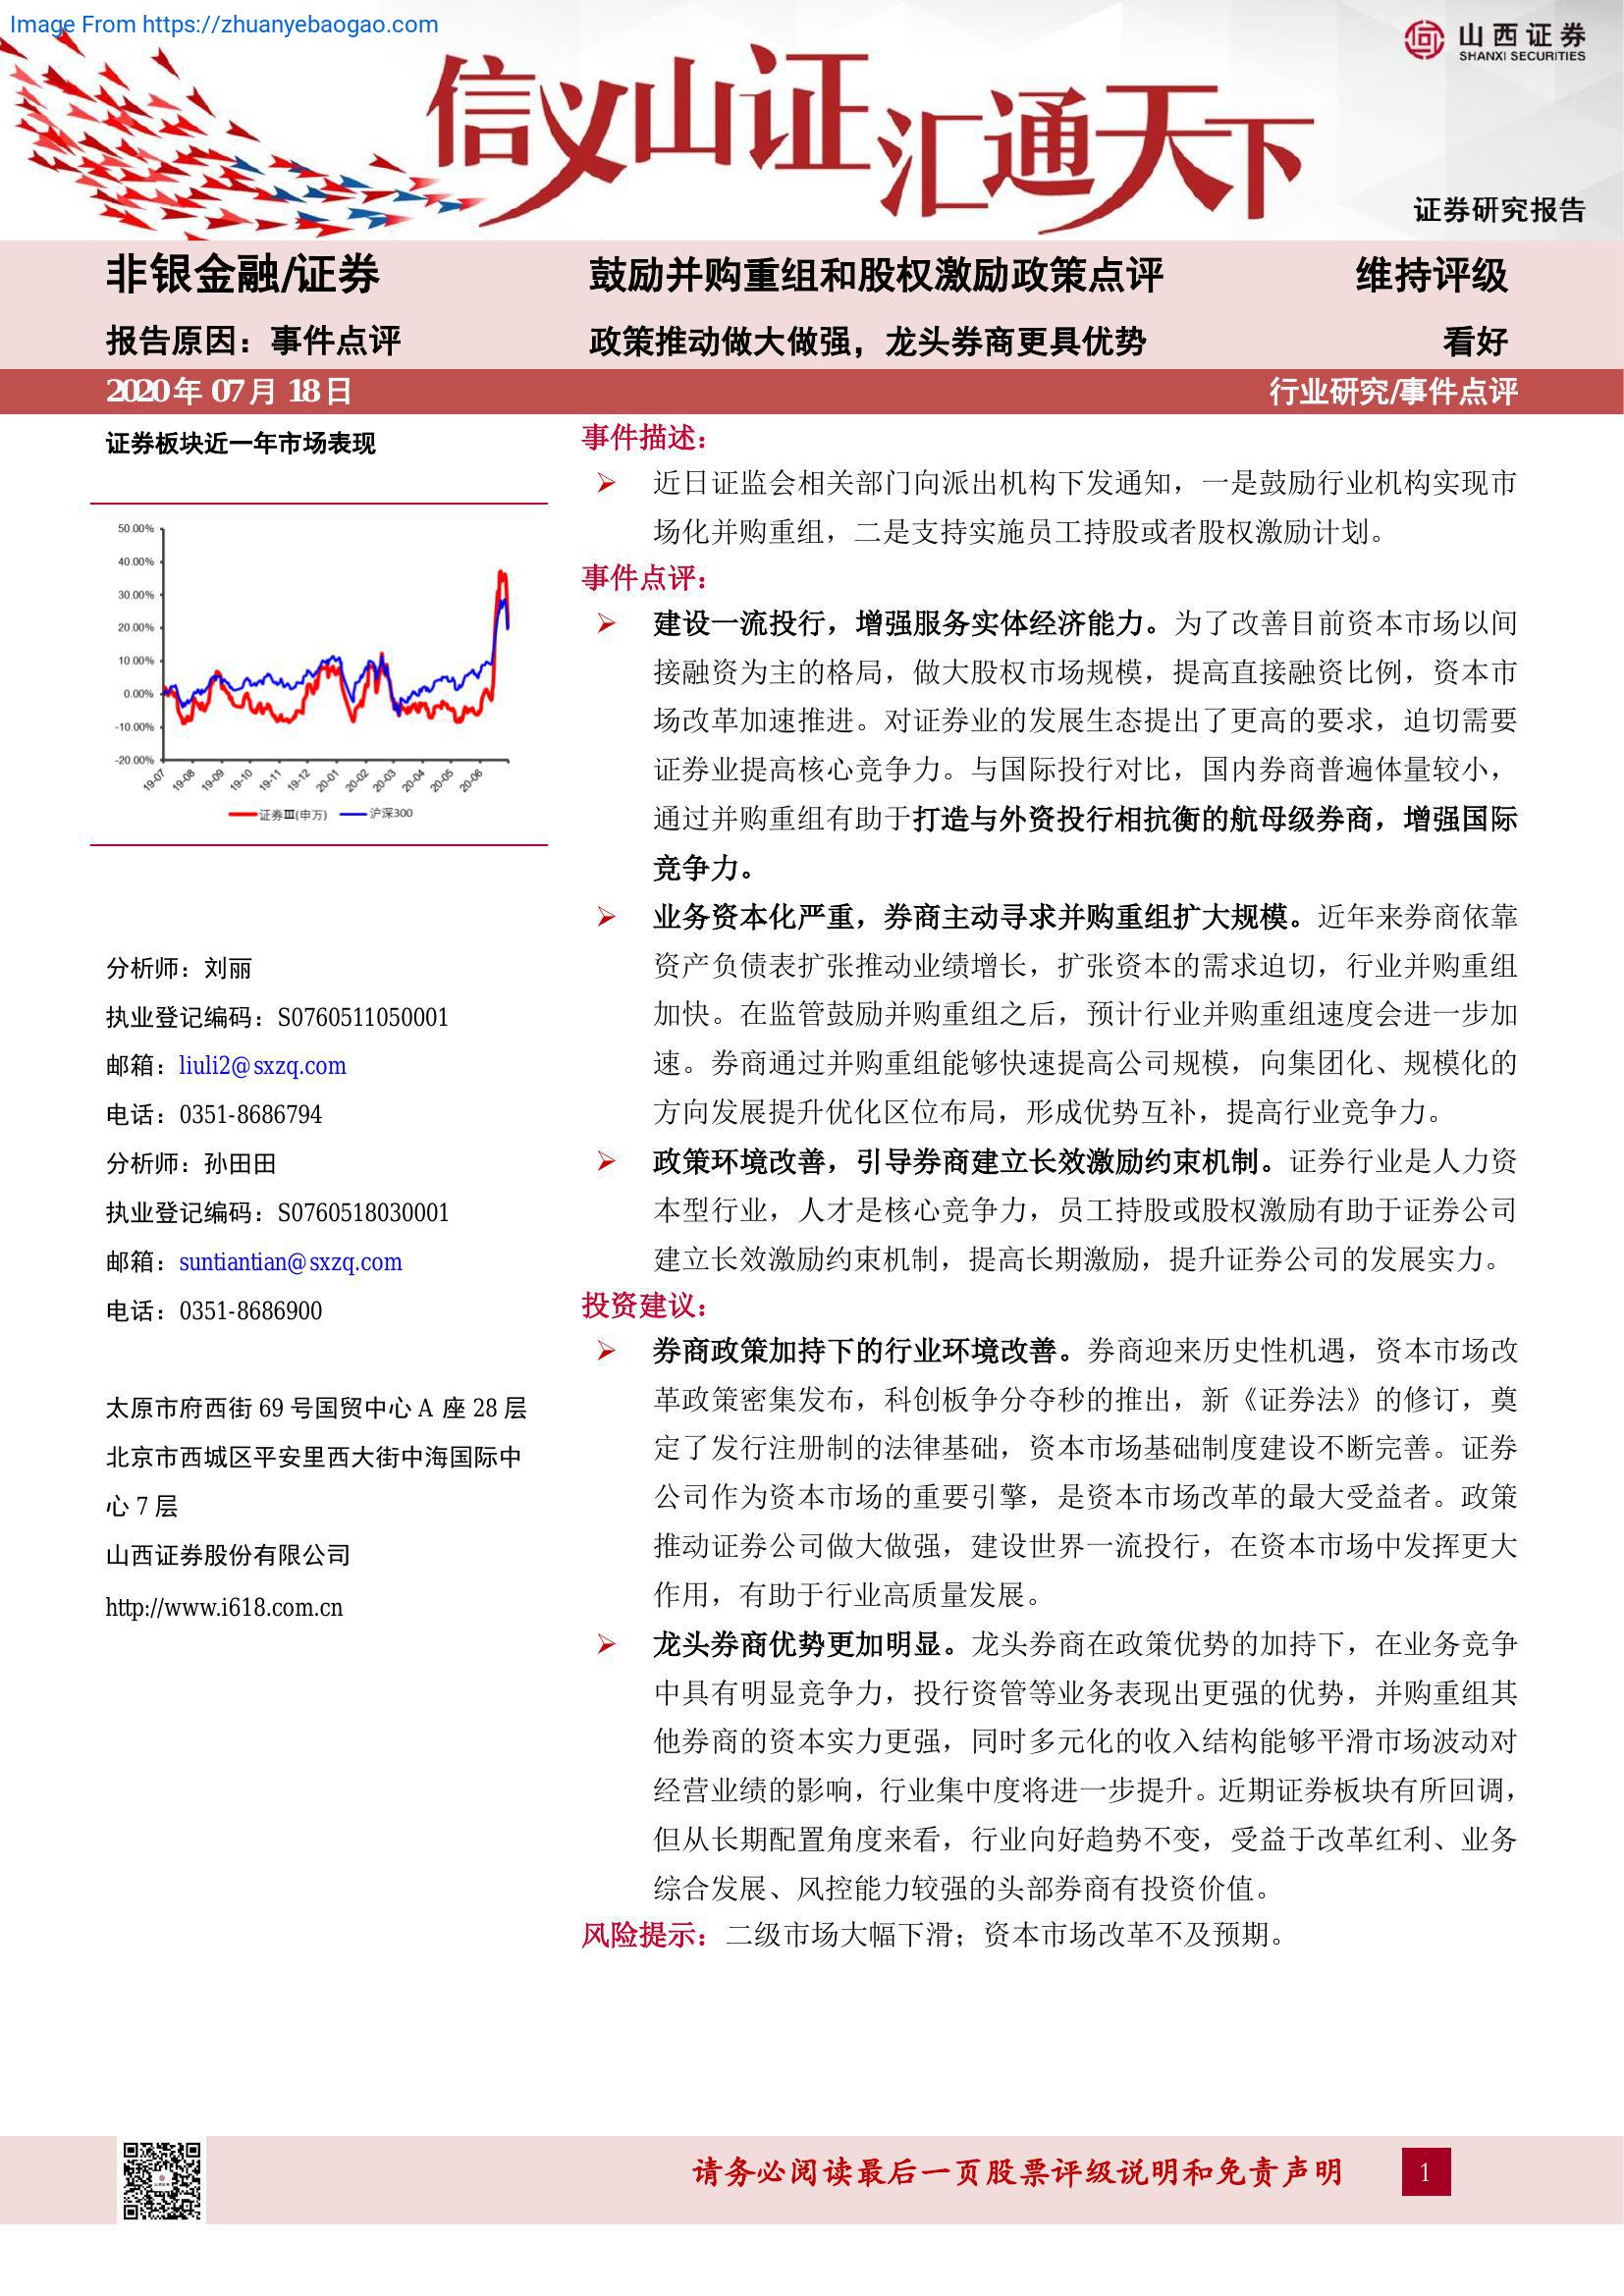 Image From https://zhuanyebaogao.com
山西证券
SHANXI SECURITIES
信义山证汇通天下
证券研究报告
非银金融/证券
鼓励并购重组和股权激励政策点评
维持评级
报告原因：事件点评
政策推动做大做强，龙头券商更具优势
看好
2020年 07月 18日
行业研究/事件点评
证券板块近一年市场表现
50.00%
40.00%
30.00%
20.00%
10.00%
0.00%
-10.00%
-20.00%
19-07 19-08 19-09 19-10 19-11 19-12 20-01 20-02 20-03 20-04 20-05 20-06
证券Ⅲ(申万) 沪深300
分析师：刘丽
执业登记编码：S0760511050001
邮箱：liuli2@sxzq.com
电话：0351-8686794
分析师：孙田田
执业登记编码：S0760518030001
邮箱：suntiantian@sxzq.com
电话：0351-8686900
太原市府西街 69 号国贸中心 A 座 28 层
北京市西城区平安里西大街中海国际中
心 7 层
山西证券股份有限公司
http://www.i618.com.cn
事件描述：
近日证监会相关部门向派出机构下发通知，一是鼓励行业机构实现市
场化并购重组，二是支持实施员工持股或者股权激励计划。
事件点评：
建设一流投行，增强服务实体经济能力。为了改善目前资本市场以间
接融资为主的格局，做大股权市场规模，提高直接融资比例，资本市
场改革加速推进。对证券业的发展生态提出了更高的要求，迫切需要
证券业提高核心竞争力。与国际投行对比，国内券商普遍体量较小，
通过并购重组有助于打造与外资投行相抗衡的航母级券商，增强国际
竞争力。
业务资本化严重，券商主动寻求并购重组扩大规模。近年来券商依靠
资产负债表扩张推动业绩增长，扩张资本的需求迫切，行业并购重组
加快。在监管鼓励并购重组之后，预计行业并购重组速度会进一步加
速。券商通过并购重组能够快速提高公司规模，向集团化、规模化的
方向发展提升优化区位布局，形成优势互补，提高行业竞争力。
政策环境改善，引导券商建立长效激励约束机制。证券行业是人力资
本型行业，人才是核心竞争力，员工持股或股权激励有助于证券公司
建立长效激励约束机制，提高长期激励，提升证券公司的发展实力。
投资建议：
券商政策加持下的行业环境改善。券商迎来历史性机遇，资本市场改
革政策密集发布，科创板争分夺秒的推出，新《证券法》的修订，奠
定了发行注册制的法律基础，资本市场基础制度建设不断完善。证券
公司作为资本市场的重要引擎，是资本市场改革的最大受益者。政策
推动证券公司做大做强，建设世界一流投行，在资本市场中发挥更大
作用，有助于行业高质量发展。
龙头券商优势更加明显。龙头券商在政策优势的加持下，在业务竞争
中具有明显竞争力，投行资管等业务表现出更强的优势，并购重组其
他券商的资本实力更强，同时多元化的收入结构能够平滑市场波动对
经营业绩的影响，行业集中度将进一步提升。近期证券板块有所回调，
但从长期配置角度来看，行业向好趋势不变，受益于改革红利、业务
综合发展、风控能力较强的头部券商有投资价值。
风险提示：二级市场大幅下滑；资本市场改革不及预期。
请务必阅读最后一页股票评级说明和免责声明
1